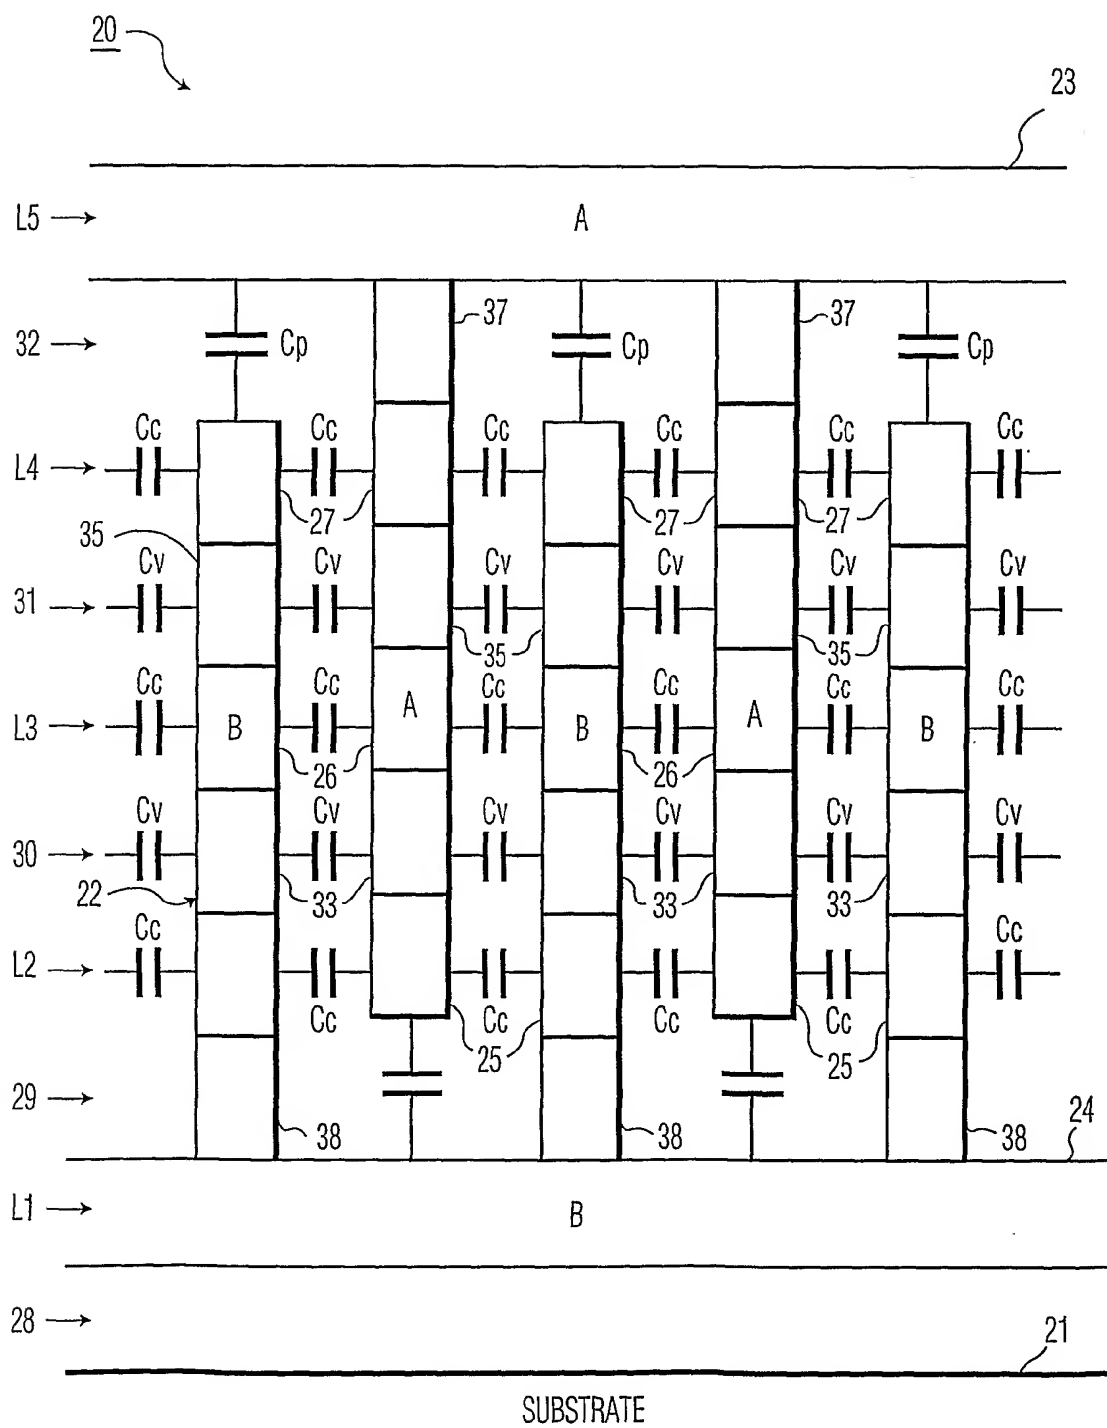 20
23
L5 A
37 37
32 Cp Cp Cp
Cc Cc Cc Cc Cc Cc
L4
27 27 27
35
Cv Cv Cv Cv Cv Cv
31
35 35
Cc Cc Cc Cc Cc Cc
L3 B A B A B
26 26
Cv Cv Cv Cv Cv Cv
30
22 33 33 33
Cc Cc
L2
Cc Cc Cc Cc
25 25
29
38 38 38 24
L1 B
28
21
SUBSTRATE